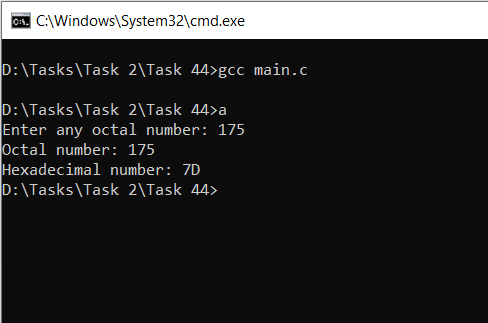 C:\Windows\System32\cmd.exe
D:\Tasks\Task 2\Task 44>gcc main.c
D:\Tasks\Task 2\Task 44>a
Enter any octal number: 175
Octal number: 175
Hexadecimal number: 7D
D:\Tasks\Task 2\Task 44>